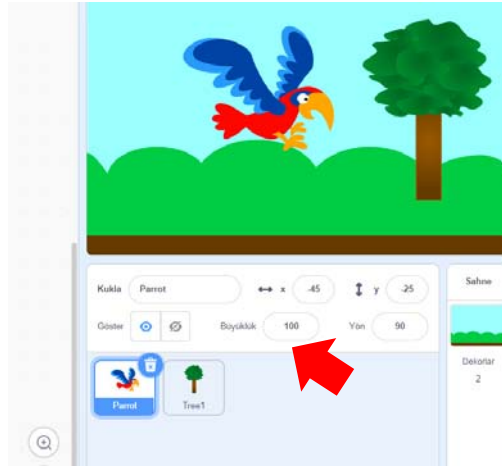 Kukla Parrot x -45 y -25 Sahne
Göster Büyüklük 100 Yön 90
Dekorlar
2
Parrot Tree1